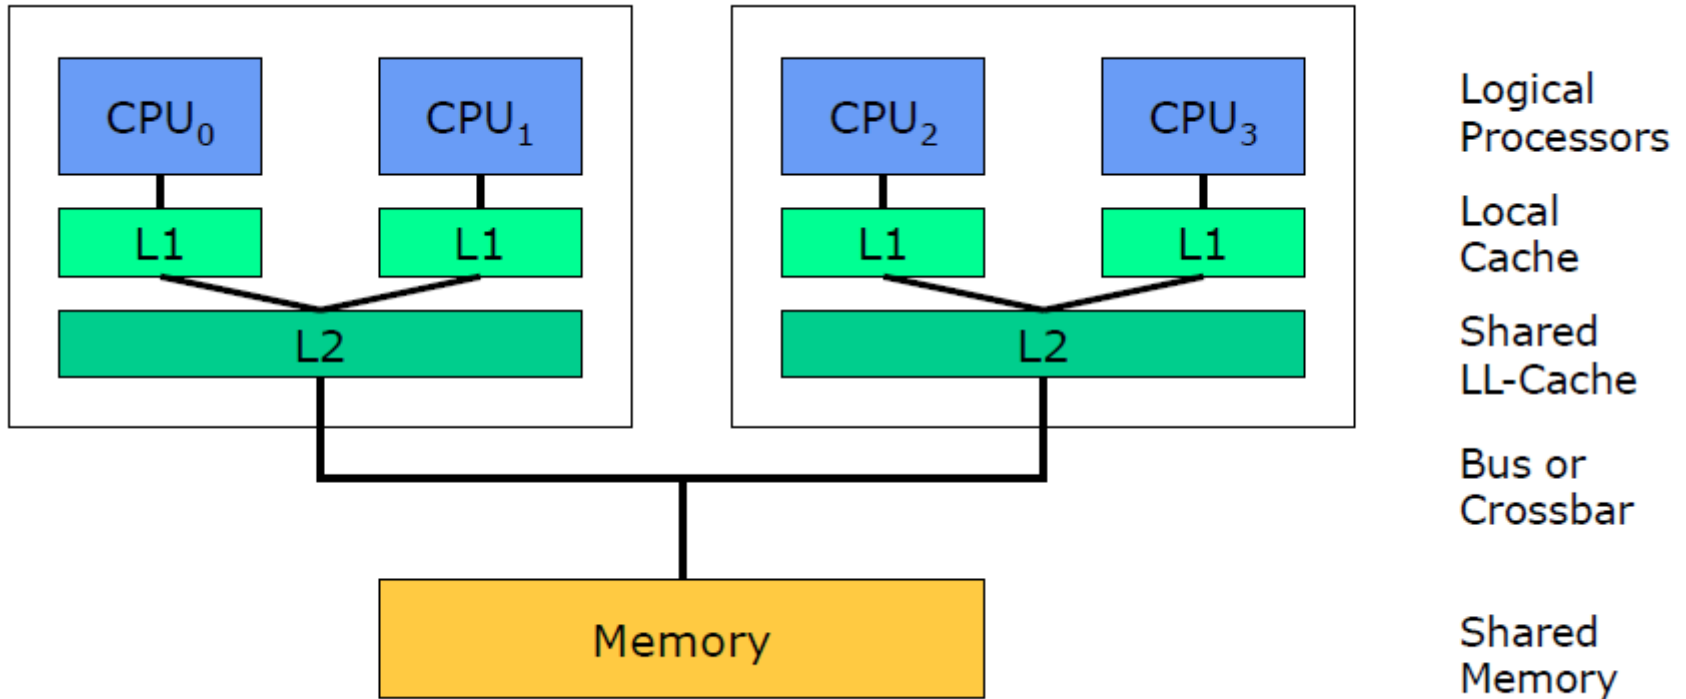 CPU₀ CPU₁ CPU₂ CPU₃
Logical
Processors
L1 L1 L1 L1
Local
Cache
L2 L2
Shared
LL-Cache
Bus or
Crossbar
Memory
Shared
Memory